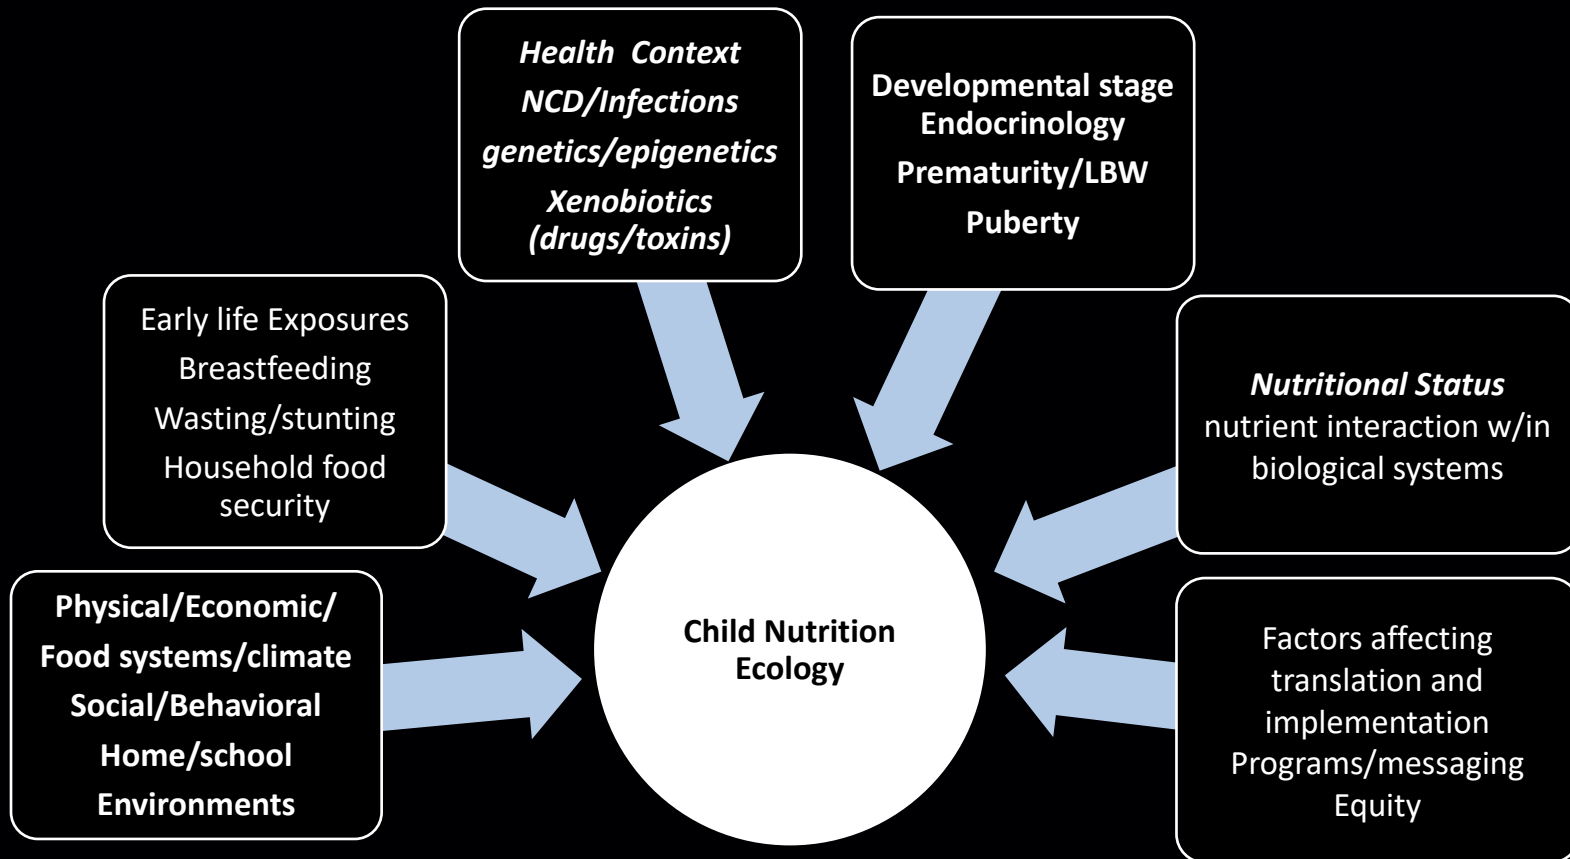 Health Context
NCD/Infections
genetics/epigenetics
Xenobiotics
(drugs/toxins)
Developmental stage
Endocrinology
Prematurity/LBW
Puberty
Early life Exposures
Breastfeeding
Wasting/stunting
Household food
security
Nutritional Status
nutrient interaction w/in
biological systems
Physical/Economic/
Food systems/climate
Social/Behavioral
Home/school
Environments
Child Nutrition
Ecology
Factors affecting
translation and
implementation
Programs/messaging
Equity